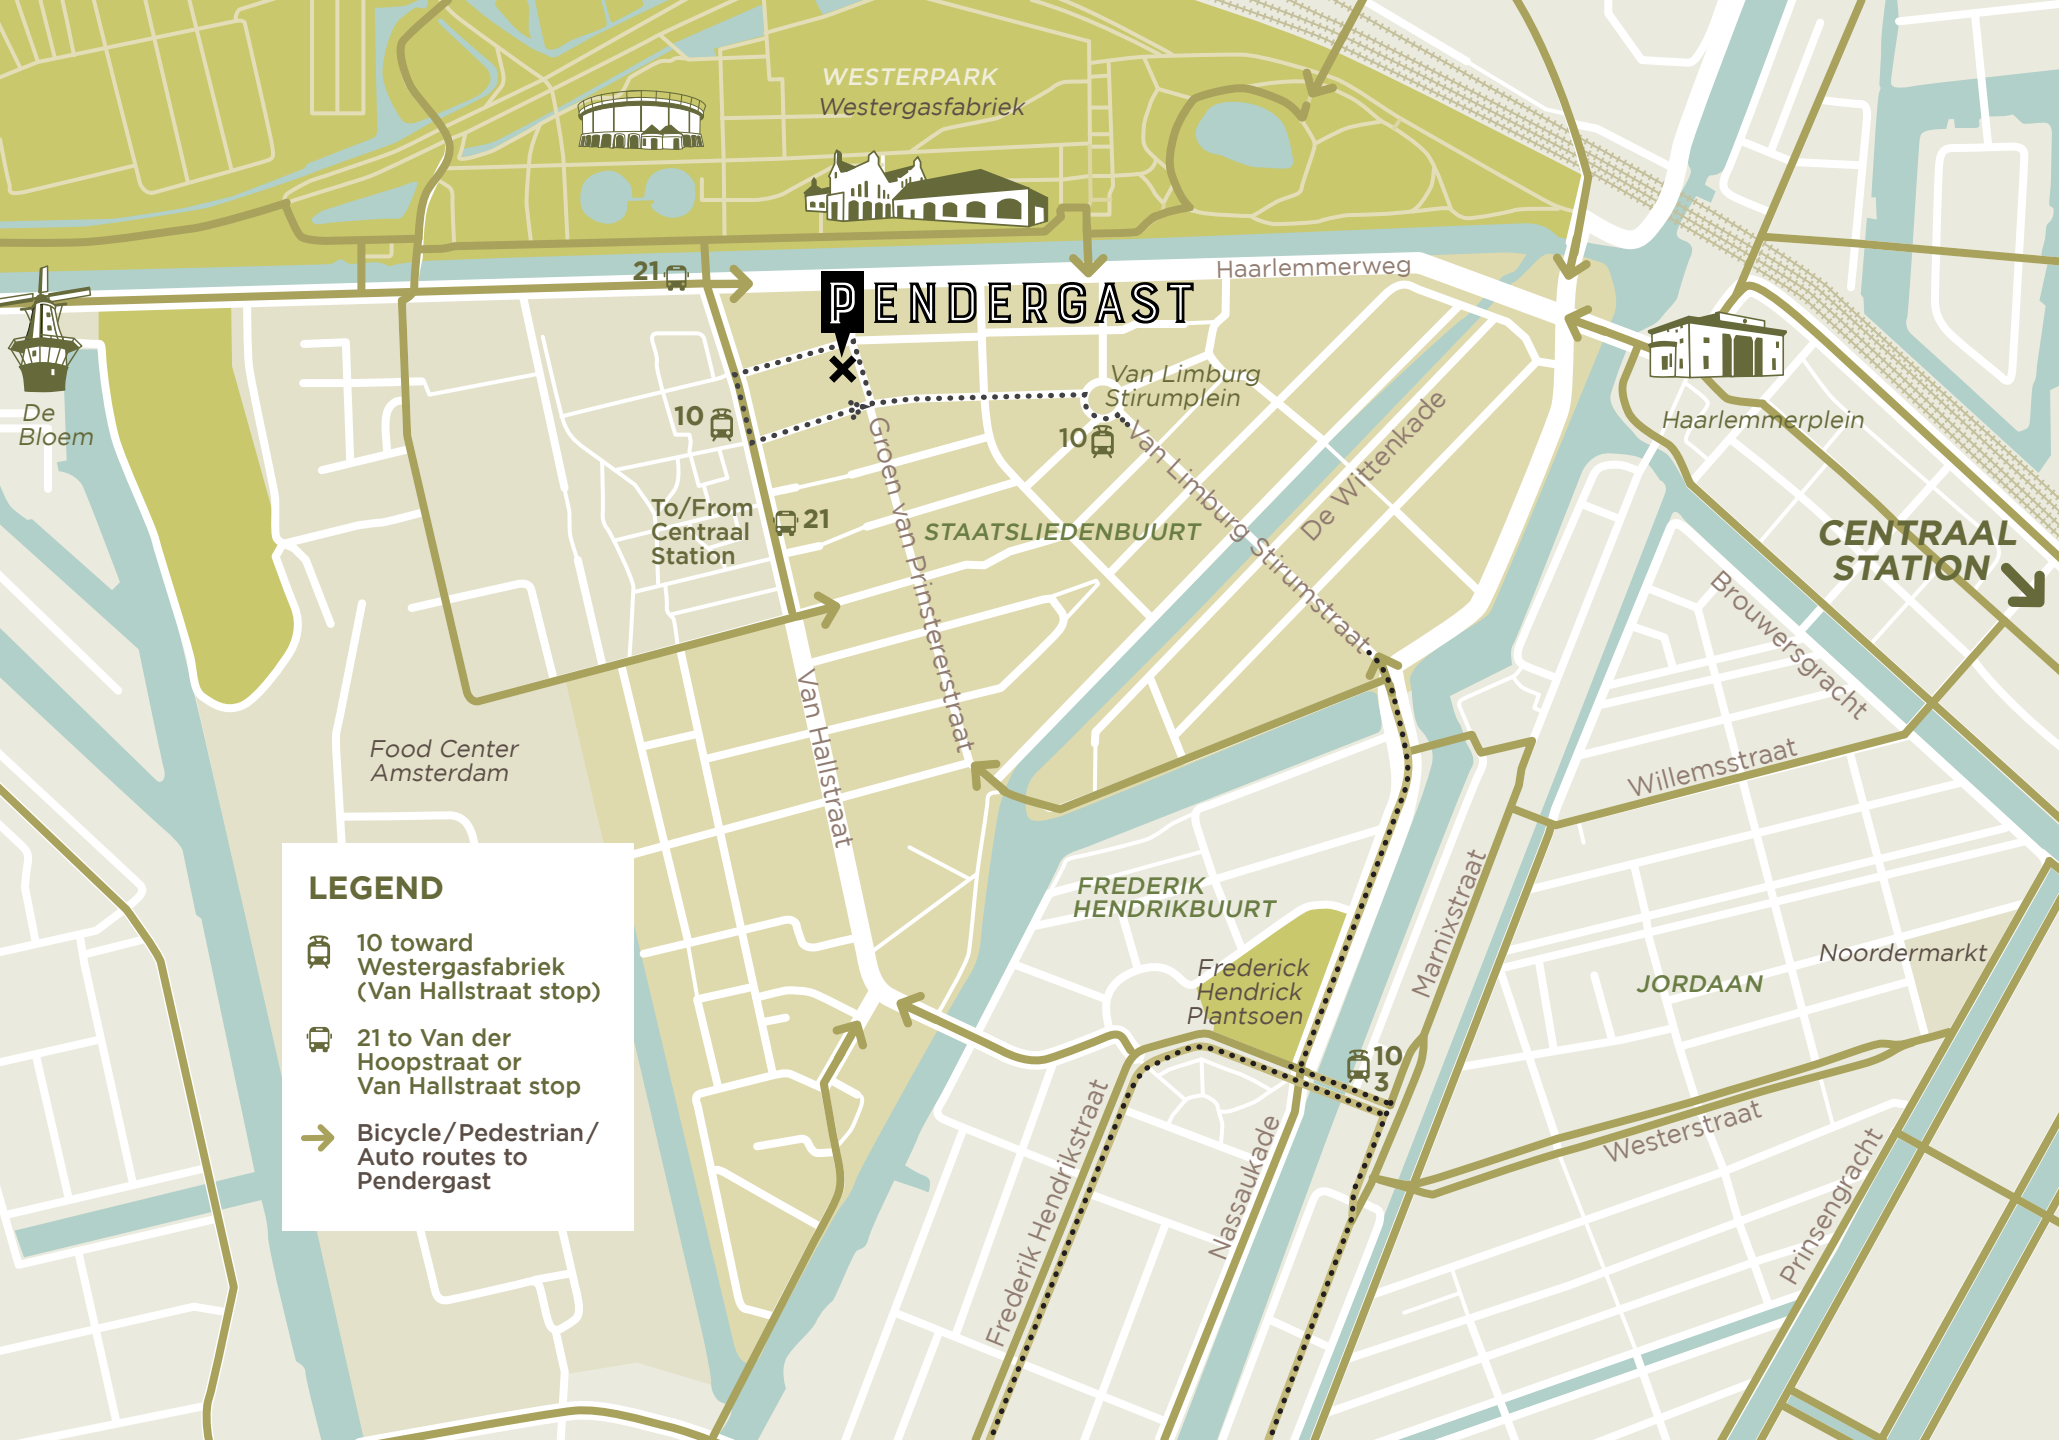 WESTERPARK
Westergasfabriek
21
Haarlemmerweg
PENDERGAST
De
Bloem
10
Van Limburg
Stirumplein
10
Haarlemmerplein
Groen van Prinstererstraat
Van Limburg Stirumstraat
De Wittenkade
To/From
Centraal
Station
21
STAATSLIEDENBUURT
CENTRAAL
STATION
Brouwersgracht
Van Hallstraat
Food Center
Amsterdam
Willemsstraat
LEGEND
10 toward
Westergasfabriek
(Van Hallstraat stop)
21 to Van der
Hoopstraat or
Van Hallstraat stop
Bicycle/Pedestrian/
Auto routes to
Pendergast
FREDERIK
HENDRIKBUURT
Marnixstraat
Frederick
Hendrick
Plantsoen
Noordermarkt
JORDAAN
10
3
Frederik Hendrikstraat
Nassaukade
Westerstraat
Prinsengracht